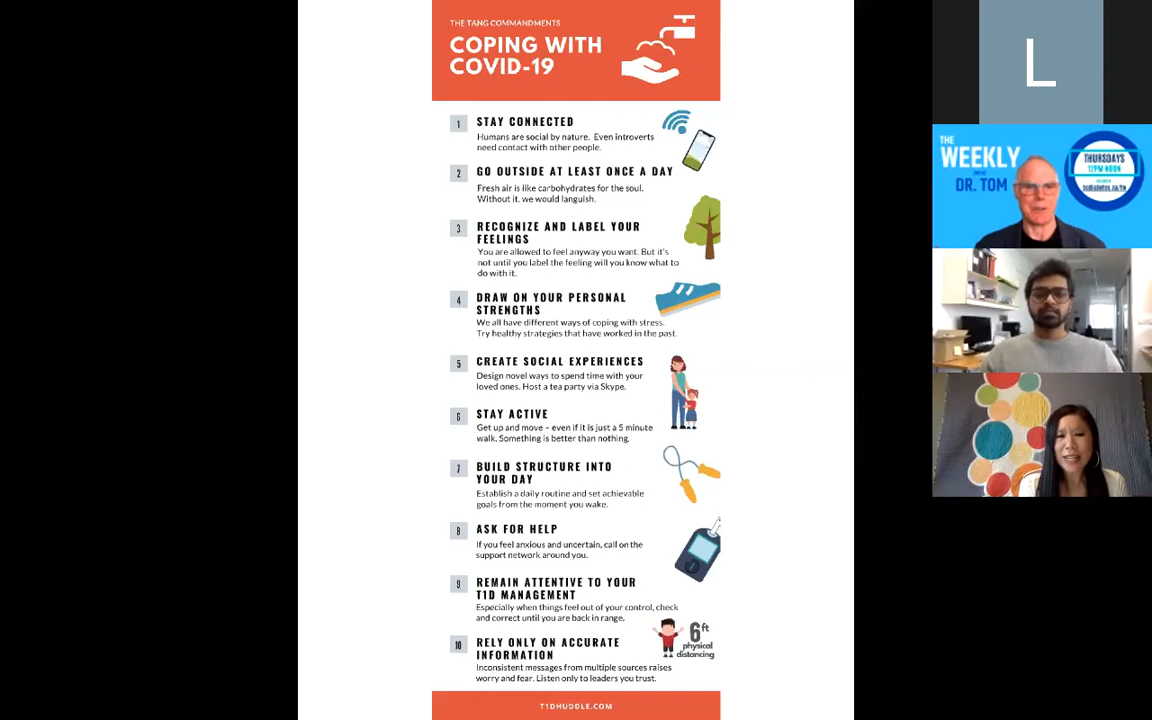 THE TANG COMMANDMENTS
COPING WITH
COVID-19
1
STAY CONNECTED
Humans are social by nature. Even introverts
need contact with other people.
2
GO OUTSIDE AT LEAST ONCE A DAY
Fresh air is like carbohydrates for the soul.
Without it, we would languish.
3
RECOGNIZE AND LABEL YOUR
FEELINGS
You are allowed to feel anyway you want. But it's
not until you label the feeling will you know what to
do with it.
4
DRAW ON YOUR PERSONAL
STRENGTHS
We all have different ways of coping with stress.
Try healthy strategies that have worked in the past.
5
CREATE SOCIAL EXPERIENCES
Design novel ways to spend time with your
loved ones. Host a tea party via Skype.
6
STAY ACTIVE
Get up and move – even if it is just a 5 minute
walk. Something is better than nothing.
7
BUILD STRUCTURE INTO
YOUR DAY
Establish a daily routine and set achievable
goals from the moment you wake.
8
ASK FOR HELP
If you feel anxious and uncertain, call on the
support network around you.
9
REMAIN ATTENTIVE TO YOUR
T1D MANAGEMENT
Especially when things feel out of your control, check
and correct until you are back in range.
10
RELY ONLY ON ACCURATE
INFORMATION
Inconsistent messages from multiple sources raises
worry and fear. Listen only to leaders you trust.
6ft
physical
distancing
T1DHUDDLE.COM
L
THE
WEEKLY
DR. TOM
THURSDAYS
12PM NOON